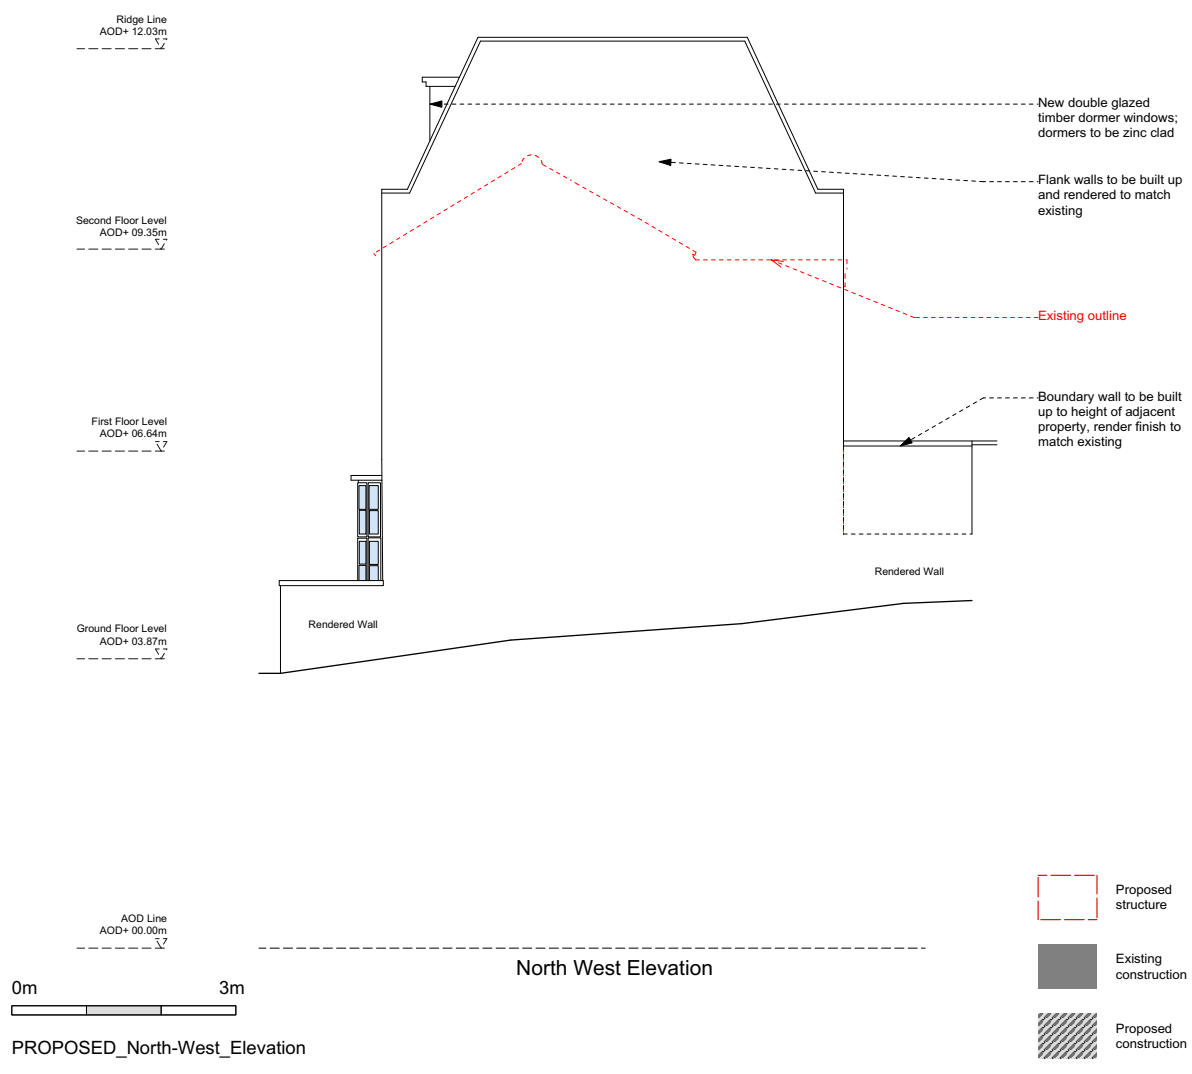 Ridge Line
AOD+ 12.03m
New double glazed
timber dormer windows;
dormers to be zinc clad
Flank walls to be built up
and rendered to match
existing
Second Floor Level
AOD+ 09.35m
Existing outline
Boundary wall to be built
up to height of adjacent
property, render finish to
match existing
First Floor Level
AOD+ 06.64m
Rendered Wall
Rendered Wall
Ground Floor Level
AOD+ 03.87m
Proposed
structure
AOD Line
AOD+ 00.00m
North West Elevation
Existing
construction
0m
3m
Proposed
construction
PROPOSED_North-West_Elevation